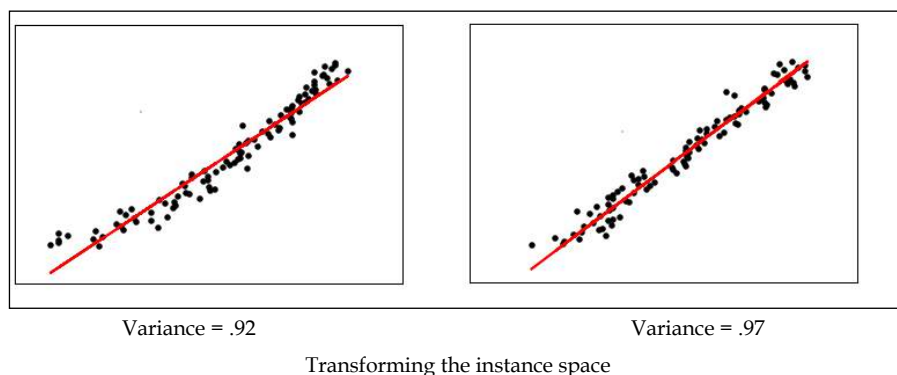 Variance = .92
Variance = .97
Transforming the instance space